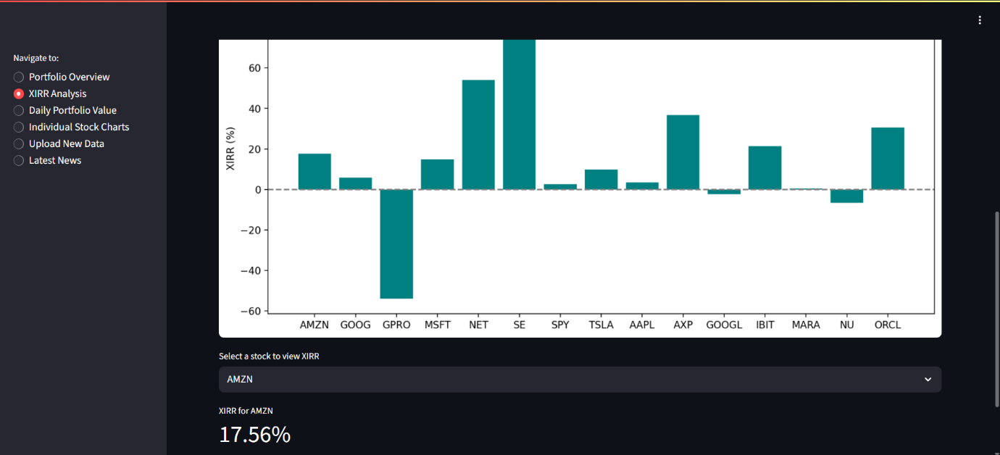 Navigate to:
Portfolio Overview
XIRR Analysis
Daily Portfolio Value
Individual Stock Charts
Upload New Data
Latest News
XIRR (%)
60
40
20
0
−20
−40
−60
AMZN GOOG GPRO MSFT NET SE SPY TSLA AAPL AXP GOOGL IBIT MARA NU ORCL
Select a stock to view XIRR
AMZN
XIRR for AMZN
17.56%